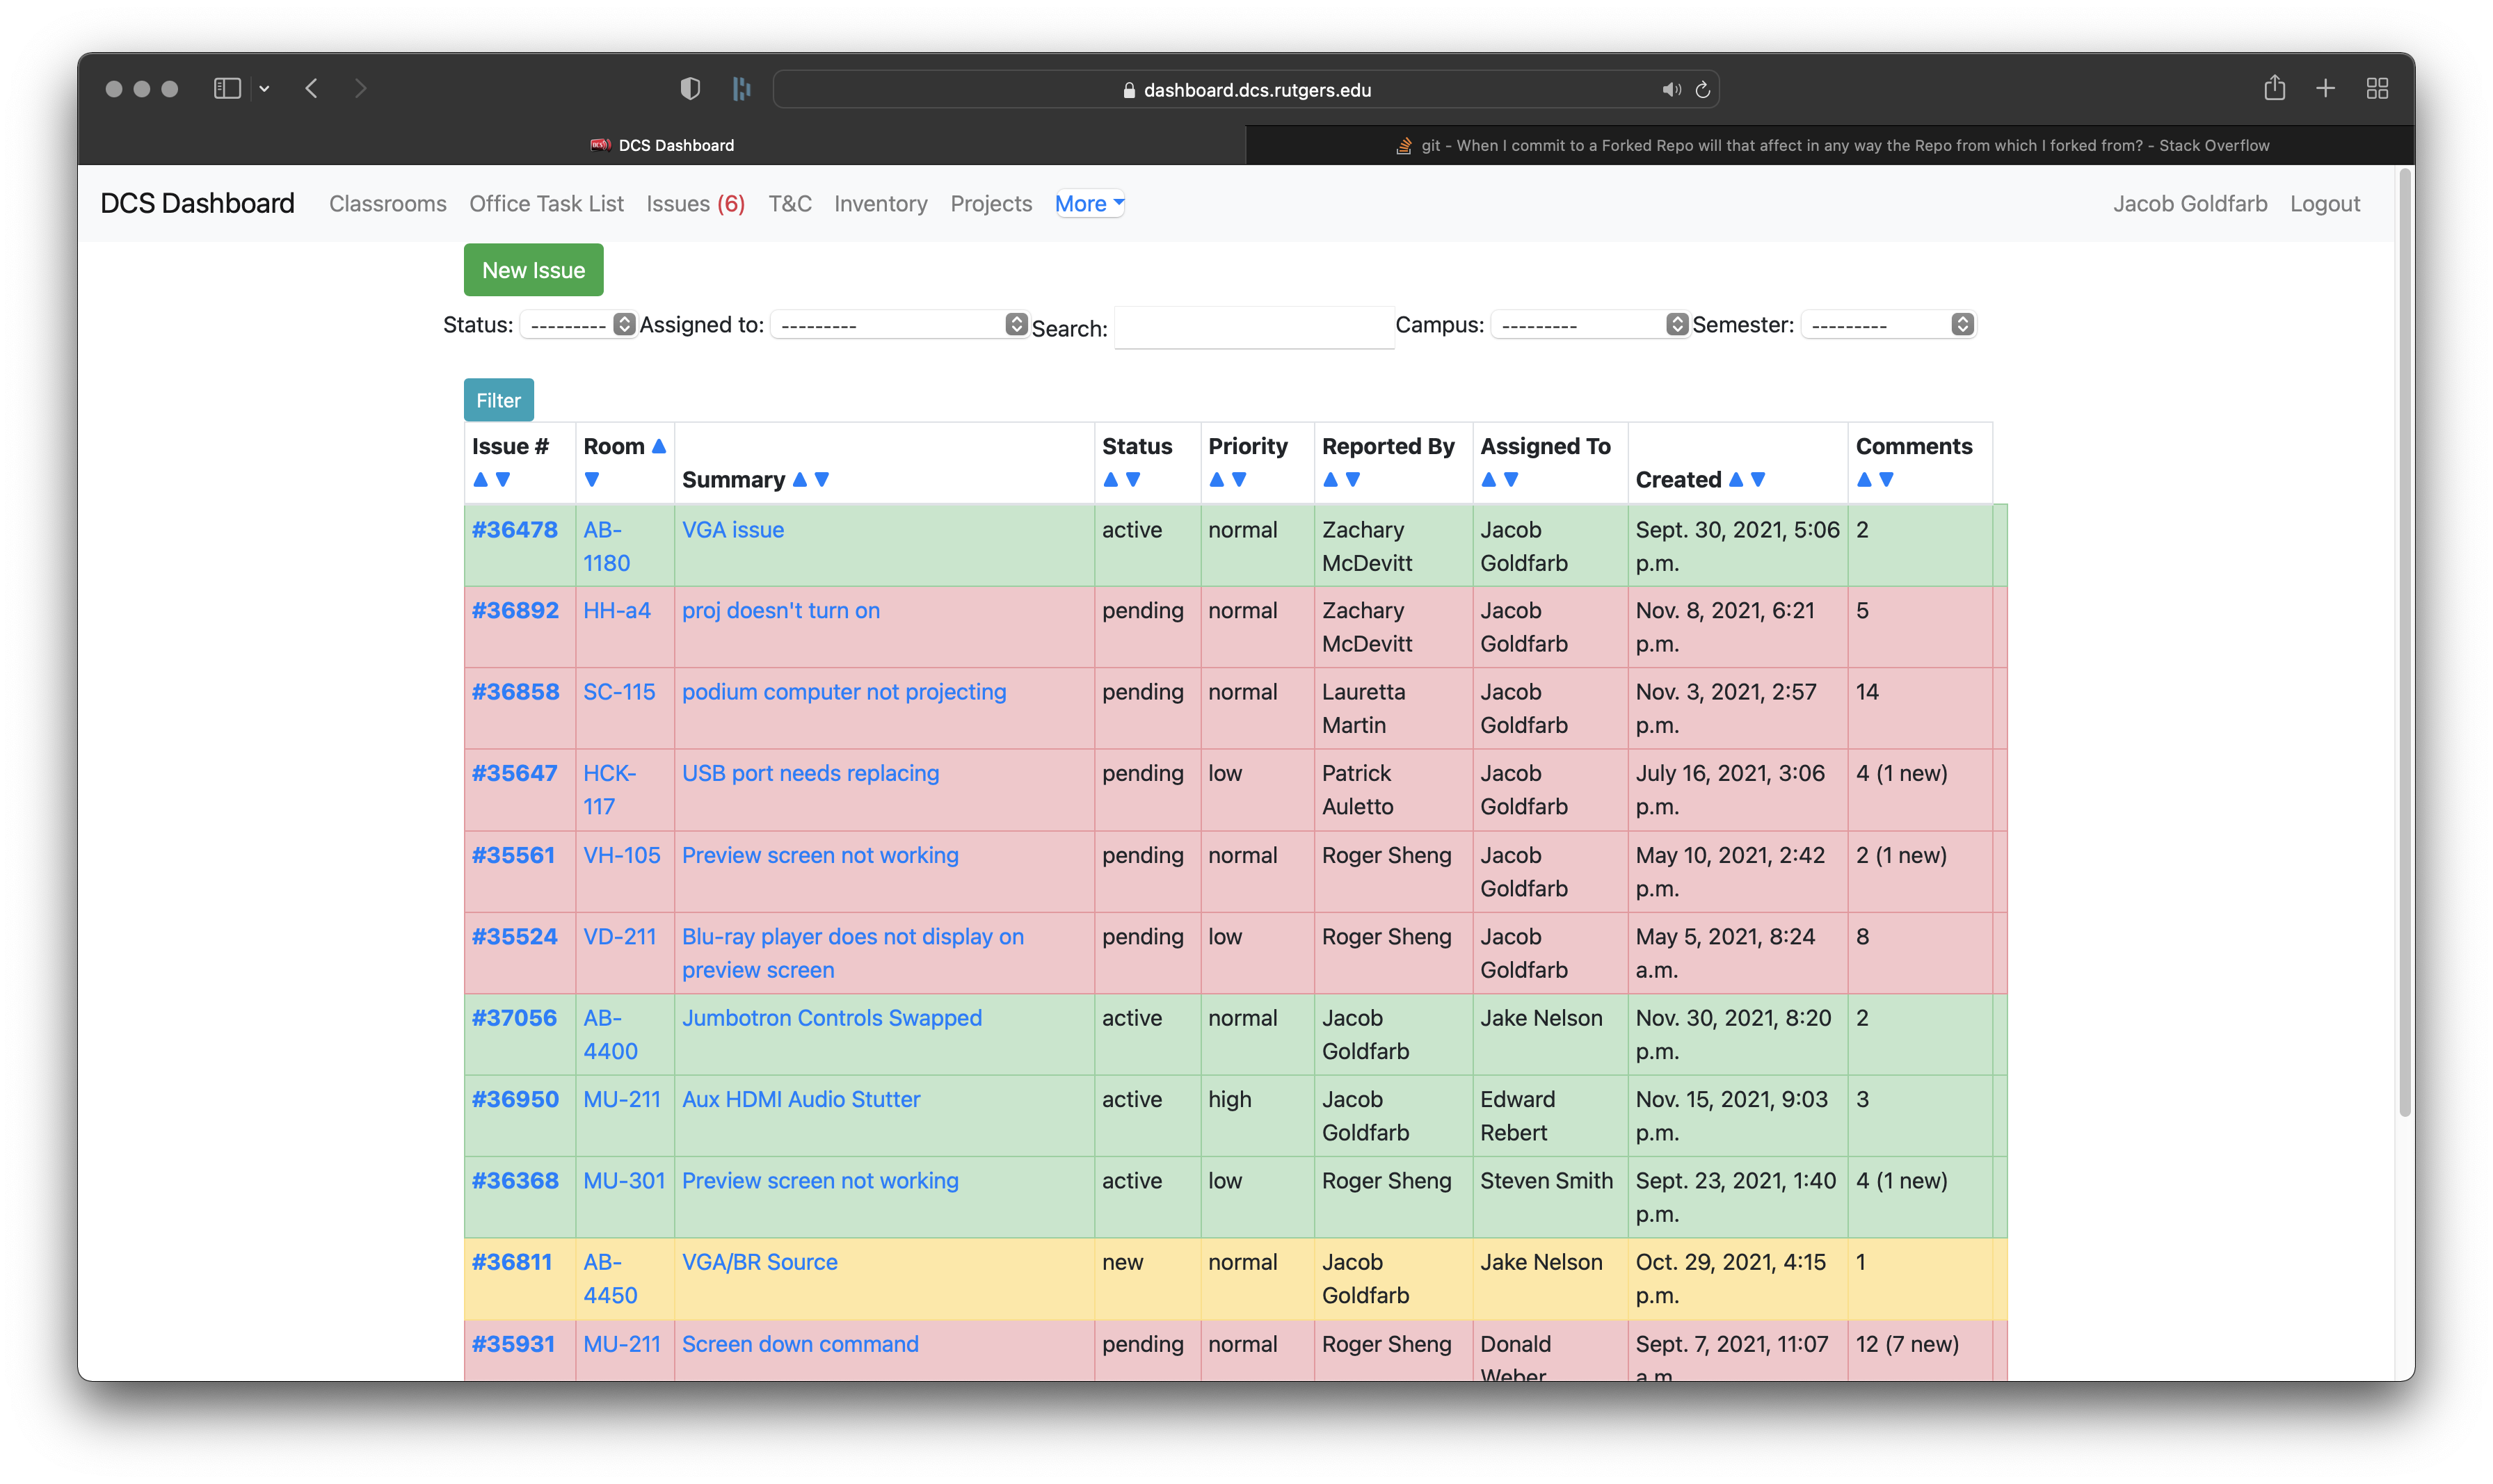 dashboard.dcs.rutgers.edu
DCS Dashboard
git - When I commit to a Forked Repo will that affect in any way the Repo from which I forked from? - Stack Overflow
DCS Dashboard Classrooms Office Task List Issues (6) T&C Inventory Projects More Jacob Goldfarb Logout
New Issue
Status: --------- Assigned to: --------- Search: Campus: --------- Semester: ---------
Filter
Issue # Room Summary Status Priority Reported By Assigned To Created Comments
#36478 AB- VGA issue active normal Zachary Jacob Sept. 30, 2021, 5:06 2
1180 McDevitt Goldfarb p.m.
#36892 HH-a4 proj doesn't turn on pending normal Zachary Jacob Nov. 8, 2021, 6:21 5
McDevitt Goldfarb p.m.
#36858 SC-115 podium computer not projecting pending normal Lauretta Jacob Nov. 3, 2021, 2:57 14
Martin Goldfarb p.m.
#35647 HCK- USB port needs replacing pending low Patrick Jacob July 16, 2021, 3:06 4 (1 new)
117 Auletto Goldfarb p.m.
#35561 VH-105 Preview screen not working pending normal Roger Sheng Jacob May 10, 2021, 2:42 2 (1 new)
Goldfarb p.m.
#35524 VD-211 Blu-ray player does not display on pending low Roger Sheng Jacob May 5, 2021, 8:24 8
preview screen Goldfarb a.m.
#37056 AB- Jumbotron Controls Swapped active normal Jacob Jake Nelson Nov. 30, 2021, 8:20 2
4400 Goldfarb p.m.
#36950 MU-211 Aux HDMI Audio Stutter active high Jacob Edward Nov. 15, 2021, 9:03 3
Goldfarb Rebert p.m.
#36368 MU-301 Preview screen not working active low Roger Sheng Steven Smith Sept. 23, 2021, 1:40 4 (1 new)
p.m.
#36811 AB- VGA/BR Source new normal Jacob Jake Nelson Oct. 29, 2021, 4:15 1
4450 Goldfarb p.m.
#35931 MU-211 Screen down command pending normal Roger Sheng Donald Sept. 7, 2021, 11:07 12 (7 new)
Weber a.m.